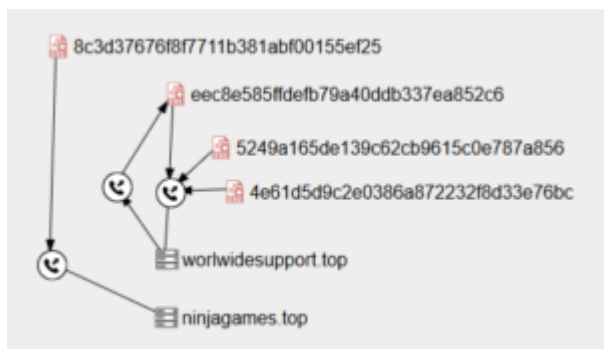 8c3d37676f8f7711b381abf00155ef25
eec8e585ffdefb79a40ddb337ea852c6
5249a165de139c62cb9615c0e787a856
4e61d5d9c2e0386a872232f8d33e76bc
worlwidesupport.top
ninjagames.top